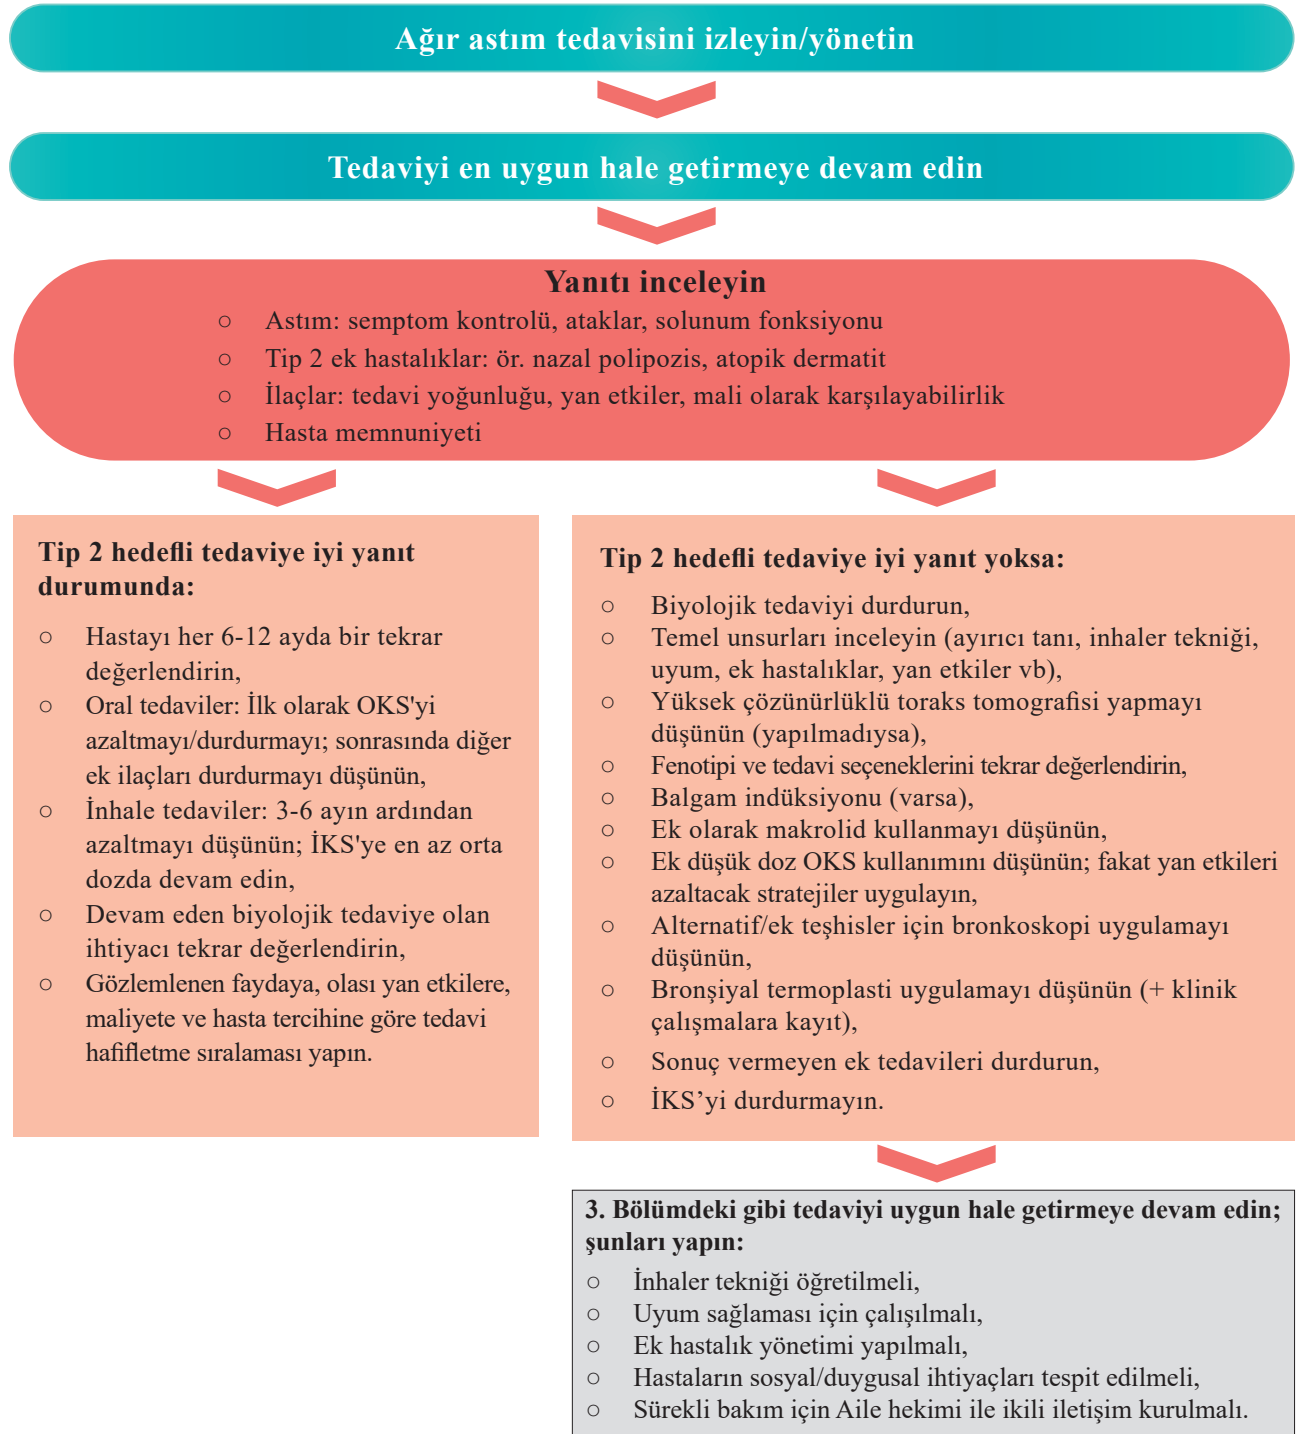 Ağır astım tedavisini izleyin/yönetin
Tedaviyi en uygun hale getirmeye devam edin
Yanıtı inceleyin
○ Astım: semptom kontrolü, ataklar, solunum fonksiyonu
○ Tip 2 ek hastalıklar: ör. nazal polipozis, atopik dermatit
○ İlaçlar: tedavi yoğunluğu, yan etkiler, mali olarak karşılayabilirlik
○ Hasta memnuniyeti
Tip 2 hedefli tedaviye iyi yanıt
durumunda:
○ Hastayı her 6-12 ayda bir tekrar
değerlendirin,
○ Oral tedaviler: İlk olarak OKS'yi
azaltmayı/durdurmayı; sonrasında diğer
ek ilaçları durdurmayı düşünün,
○ İnhale tedaviler: 3-6 ayın ardından
azaltmayı düşünün; İKS'ye en az orta
dozda devam edin,
○ Devam eden biyolojik tedaviye olan
ihtiyacı tekrar değerlendirin,
○ Gözlemlenen faydaya, olası yan etkilere,
maliyete ve hasta tercihine göre tedavi
hafifletme sıralaması yapın.
Tip 2 hedefli tedaviye iyi yanıt yoksa:
○ Biyolojik tedaviyi durdurun,
○ Temel unsurları inceleyin (ayırıcı tanı, inhaler tekniği,
uyum, ek hastalıklar, yan etkiler vb),
○ Yüksek çözünürlüklü toraks tomografisi yapmayı
düşünün (yapılmadıysa),
○ Fenotipi ve tedavi seçeneklerini tekrar değerlendirin,
○ Balgam indüksiyonu (varsa),
○ Ek olarak makrolid kullanmayı düşünün,
○ Ek düşük doz OKS kullanımını düşünün; fakat yan etkileri
azaltacak stratejiler uygulayın,
○ Alternatif/ek teşhisler için bronkoskopi uygulamayı
düşünün,
○ Bronşiyal termoplasti uygulamayı düşünün (+ klinik
çalışmalara kayıt),
○ Sonuç vermeyen ek tedavileri durdurun,
○ İKS’yi durdurmayın.
3. Bölümdeki gibi tedaviyi uygun hale getirmeye devam edin;
şunları yapın:
○ İnhaler tekniği öğretilmeli,
○ Uyum sağlaması için çalışılmalı,
○ Ek hastalık yönetimi yapılmalı,
○ Hastaların sosyal/duygusal ihtiyaçları tespit edilmeli,
○ Sürekli bakım için Aile hekimi ile ikili iletişim kurulmalı.